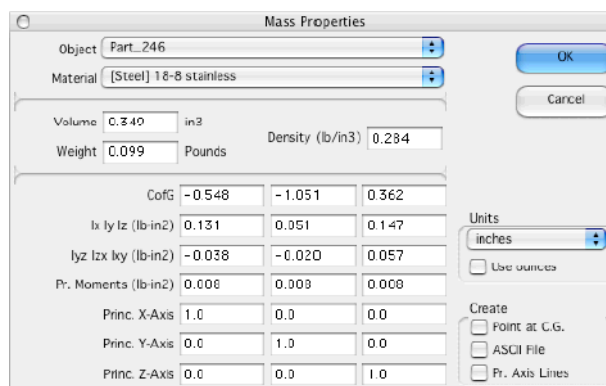 Mass Properties
Object Part_246
Material [Steel] 18-8 stainless
OK
Cancel
Volume 0.349 in3
Weight 0.099 Pounds
Density (lb/in3) 0.284
CofG -0.548 -1.051 0.362
Ix Iy Iz (lb-in2) 0.131 0.051 0.147
Iyz Izx Ixy (lb-in2) -0.038 -0.020 0.057
Pr. Moments (lb-in2) 0.008 0.008 0.008
Princ. X-Axis 1.0 0.0 0.0
Princ. Y-Axis 0.0 1.0 0.0
Princ. Z-Axis 0.0 0.0 1.0
Units
inches
Use ounces
Create
Point at C.G.
ASCII File
Pr. Axis Lines